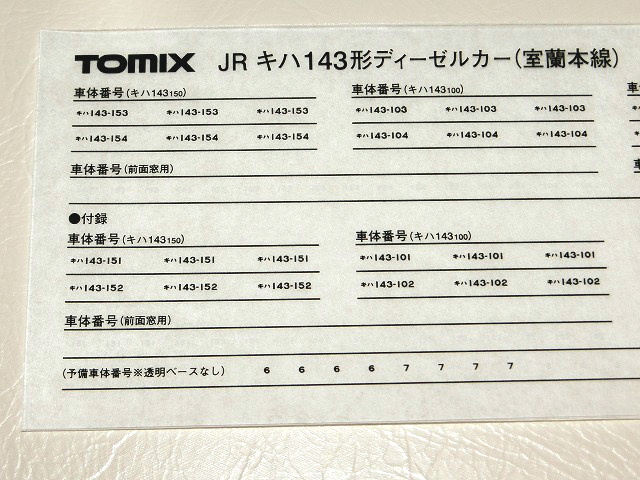 TOMIX JR キハ143形ディーゼルカー(室蘭本線)
車体番号(キハ143150) 車体番号(キハ143100)
キハ143-153 キハ143-153 キハ143-153 キハ143-103 キハ143-103 キハ143-103
キハ143-154 キハ143-154 キハ143-154 キハ143-104 キハ143-104 キハ143-104
車体番号(前面窓用)
●付録
車体番号(キハ143150) 車体番号(キハ143100)
キハ143-151 キハ143-151 キハ143-151 キハ143-101 キハ143-101 キハ143-101
キハ143-152 キハ143-152 キハ143-152 キハ143-102 キハ143-102 キハ143-102
車体番号(前面窓用)
(予備車体番号※透明ベースなし) 6 6 6 6 7 7 7 7